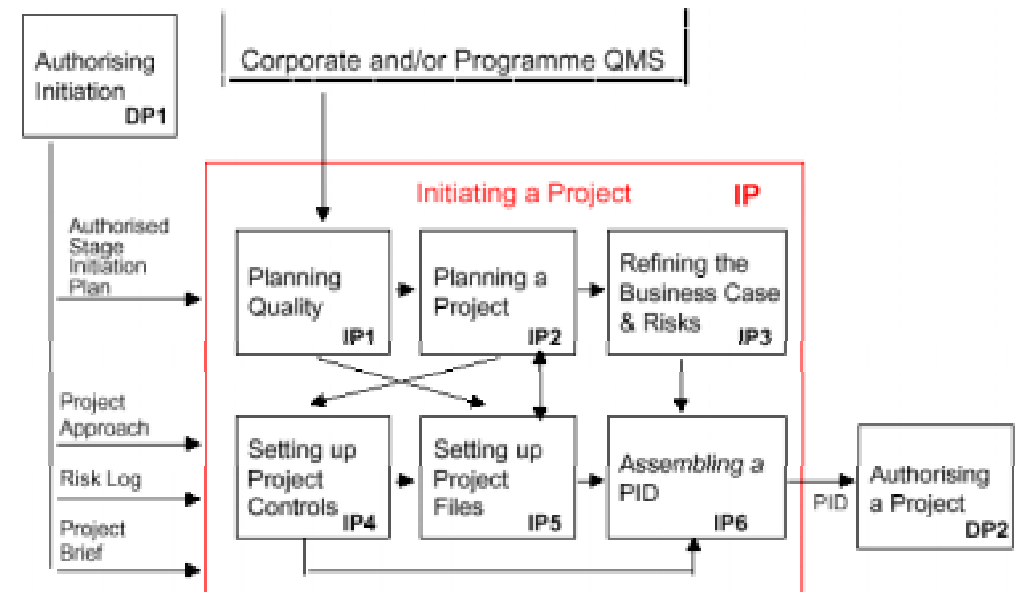 Authorising
Initiation
DP1
Corporate and/or Programme QMS
Initiating a Project IP
Authorised
Stage
Initiation
Plan
Planning
Quality
IP1
Planning a
Project
IP2
Refining the
Business Case
& Risks
IP3
Project
Approach
Risk Log
Project
Brief
Setting up
Project
Controls
IP4
Setting up
Project
Files
IP5
Assembling a
PID
IP6
PID
Authorising
a Project
DP2